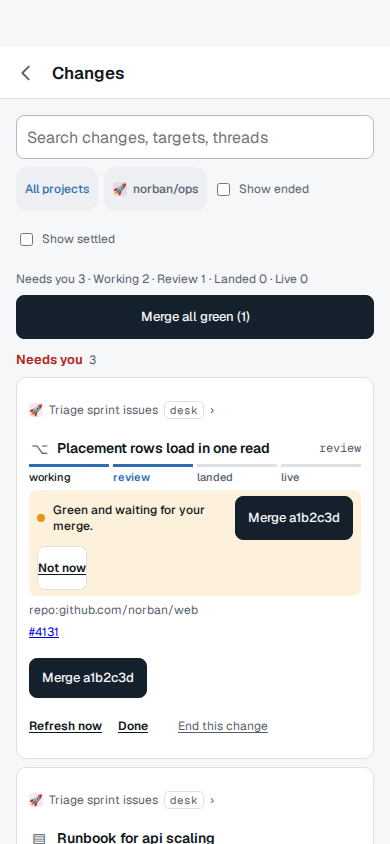 Changes
Search changes, targets, threads
All projects
🚀 norban/ops
Show ended
Show settled
Needs you 3 · Working 2 · Review 1 · Landed 0 · Live 0
Merge all green (1)
Needs you 3
🚀 Triage sprint issues desk ›
Placement rows load in one read review
working review landed live
Green and waiting for your
merge.
Merge a1b2c3d
Not now
repo:github.com/norban/web
#4131
Merge a1b2c3d
Refresh now Done End this change
🚀 Triage sprint issues desk ›
Runbook for api scaling